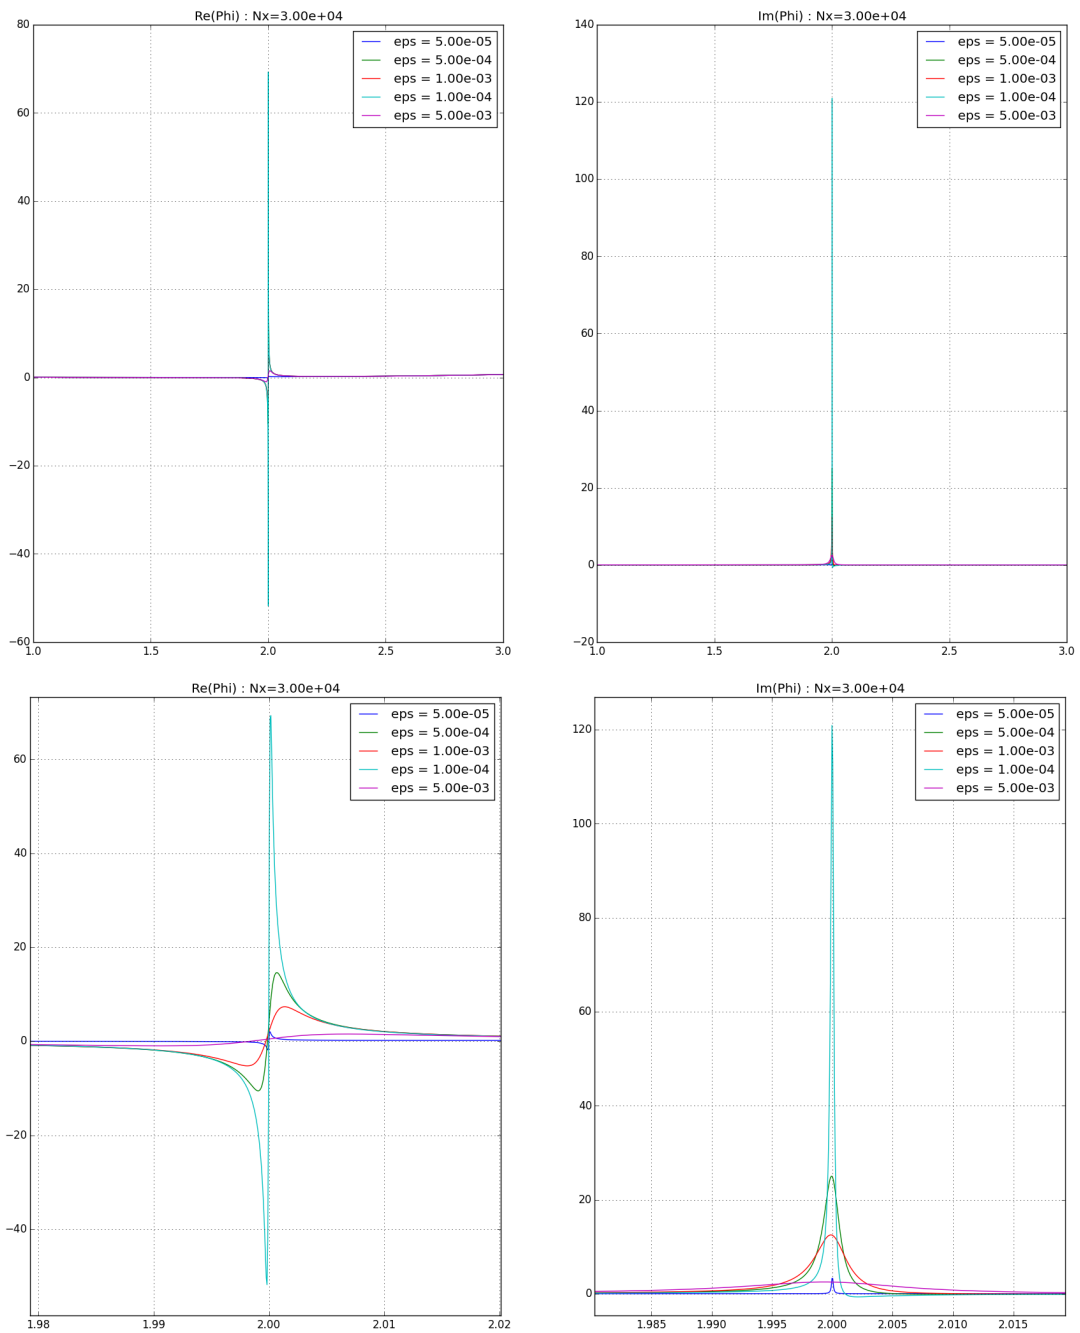 Re(Phi) : Nx=3.00e+04
80
60
40
20
0
−20
−40
−60
1.0 1.5 2.0 2.5 3.0
eps = 5.00e-05
eps = 5.00e-04
eps = 1.00e-03
eps = 1.00e-04
eps = 5.00e-03
Im(Phi) : Nx=3.00e+04
140
120
100
80
60
40
20
0
−20
1.0 1.5 2.0 2.5 3.0
eps = 5.00e-05
eps = 5.00e-04
eps = 1.00e-03
eps = 1.00e-04
eps = 5.00e-03
Re(Phi) : Nx=3.00e+04
60
40
20
0
−20
−40
1.98 1.99 2.00 2.01 2.02
eps = 5.00e-05
eps = 5.00e-04
eps = 1.00e-03
eps = 1.00e-04
eps = 5.00e-03
Im(Phi) : Nx=3.00e+04
120
100
80
60
40
20
0
1.985 1.990 1.995 2.000 2.005 2.010 2.015
eps = 5.00e-05
eps = 5.00e-04
eps = 1.00e-03
eps = 1.00e-04
eps = 5.00e-03